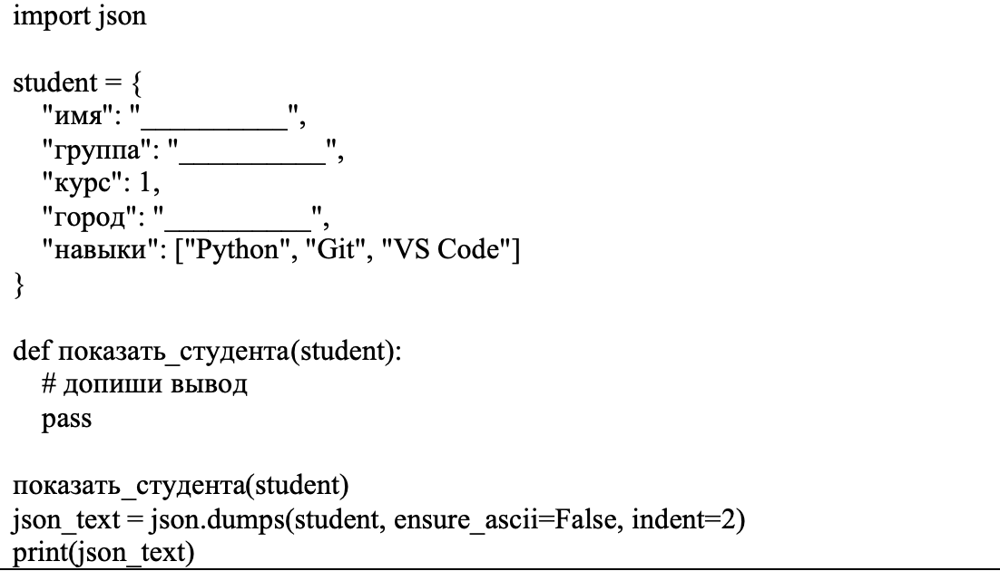 import json
student = {
"имя": "__________",
"группа": "__________",
"курс": 1,
"город": "__________",
"навыки": ["Python", "Git", "VS Code"]
}
def показать_студента(student):
# допиши вывод
pass
показать_студента(student)
json_text = json.dumps(student, ensure_ascii=False, indent=2)
print(json_text)